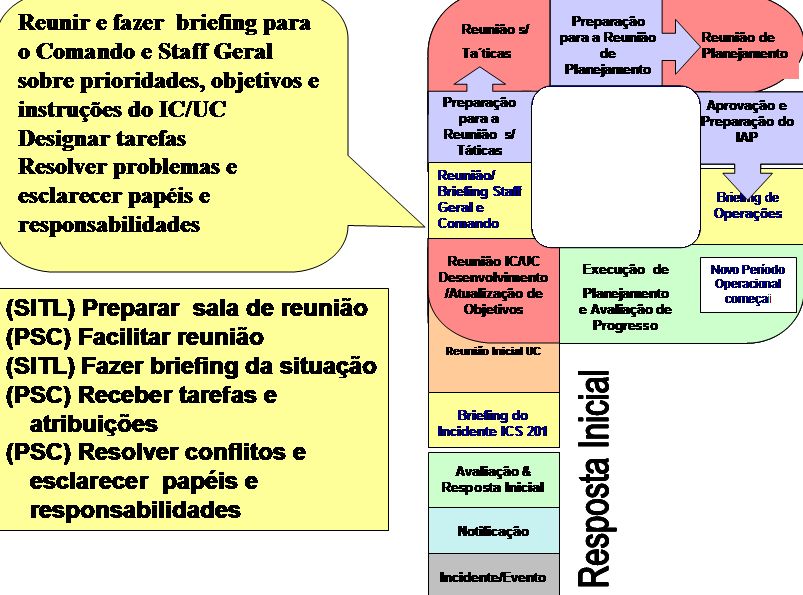 Reunir e fazer  briefing para
o Comando e Staff Geral
sobre prioridades, objetivos e
instruções do IC/UC
Designar tarefas
Resolver problemas e
esclarecer papéis e
responsabilidades
(SITL) Preparar  sala de reunião
(PSC) Facilitar reunião
(SITL) Fazer briefing da situação
(PSC) Receber tarefas e
atribuições
(PSC) Resolver conflitos e
esclarecer  papéis e
responsabilidades
Reunião s/
Ta´ticas
Preparação
para a Reunião
de
Planejamento
Reunião de
Planejamento
Preparação
para a
Reunião  s/
Táticas
Aprovação e
Preparação do
IAP
Reunião/
Briefing Staff
Geral e
Comando
Briefing de
Operações
Reunião IC/UC
Desenvolvimento
/Atualização de
Objetivos
Execução  de
Planejamento
e Avaliação de
Progresso
Novo Período
Operacional
começa
Reunião Inicial UC
Briefing do
Incidente ICS 201
Avaliação &
Resposta Inicial
Notificação
Incidente/Evento
Resposta Inicial